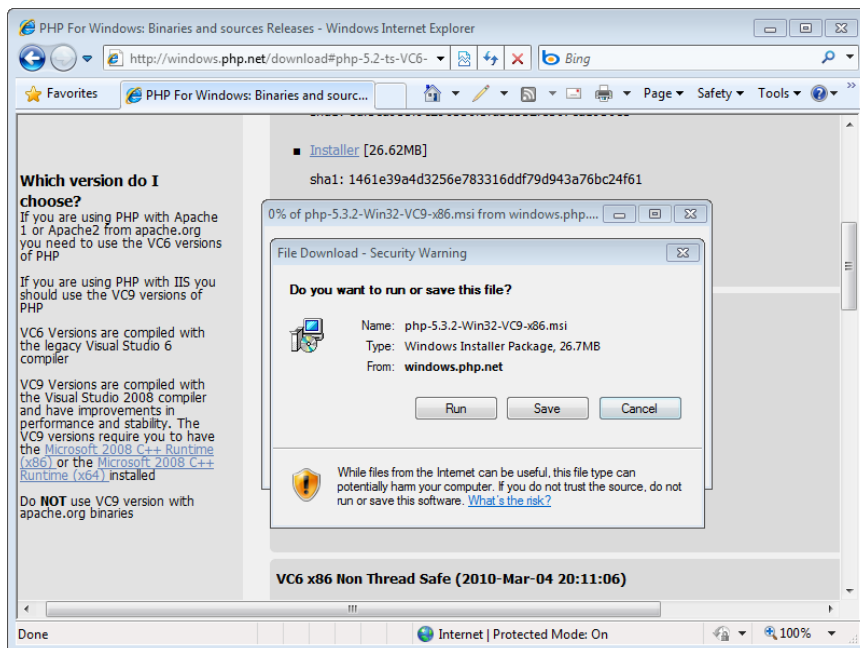 PHP For Windows: Binaries and sources Releases - Windows Internet Explorer
http://windows.php.net/download#php-5.2-ts-VC6-
Bing
Favorites
PHP For Windows: Binaries and sourc...
Page
Safety
Tools
Installer [26.62MB]
sha1: 1461e39a4d3256e783316ddf79d943a76bc24f61
Which version do I
choose?
If you are using PHP with Apache
1 or Apache2 from apache.org
you need to use the VC6 versions
of PHP
If you are using PHP with IIS you
should use the VC9 versions of
PHP
VC6 Versions are compiled with
the legacy Visual Studio 6
compiler
VC9 Versions are compiled with
the Visual Studio 2008 compiler
and have improvements in
performance and stability. The
VC9 versions require you to have
the Microsoft 2008 C++ Runtime
(x86) or the Microsoft 2008 C++
Runtime (x64) installed
Do NOT use VC9 version with
apache.org binaries
0% of php-5.3.2-Win32-VC9-x86.msi from windows.php....
File Download - Security Warning
Do you want to run or save this file?
Name: php-5.3.2-Win32-VC9-x86.msi
Type: Windows Installer Package, 26.7MB
From: windows.php.net
Run
Save
Cancel
While files from the Internet can be useful, this file type can
potentially harm your computer. If you do not trust the source, do not
run or save this software. What's the risk?
VC6 x86 Non Thread Safe (2010-Mar-04 20:11:06)
Done
Internet | Protected Mode: On
100%